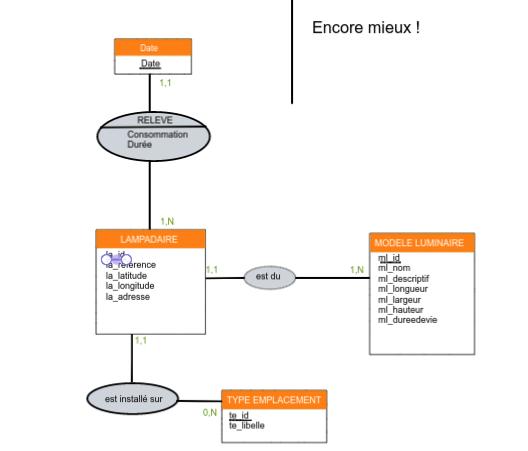 Encore mieux !
Date
Date
1,1
RELEVE
Consommation
Durée
1,N
LAMPADAIRE
la_id
la_reference
la_latitude
la_longitude
la_adresse
1,1
est du
1,N
MODELE LUMINAIRE
ml_id
ml_nom
ml_descriptif
ml_longueur
ml_largeur
ml_hauteur
ml_dureedevie
1,1
est installé sur
0,N
TYPE EMPLACEMENT
te_id
te_libelle